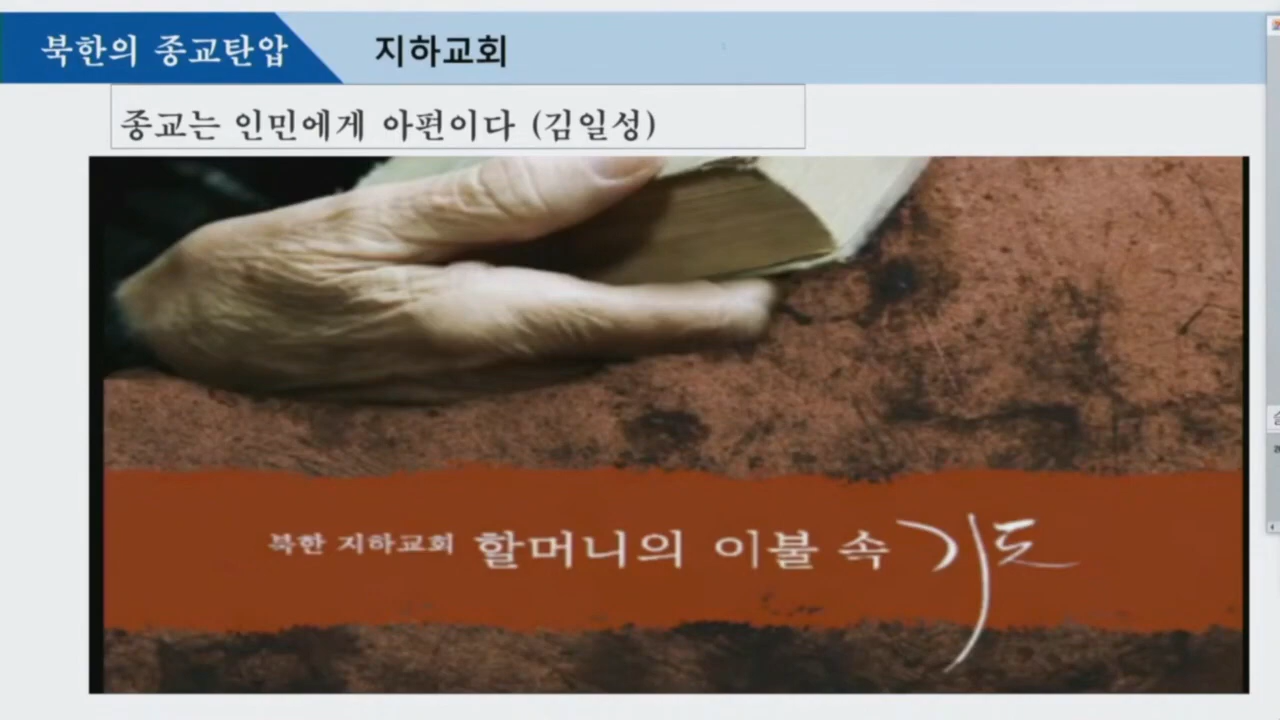 북한의 종교탄압 지하교회
종교는 인민에게 아편이다 (김일성)
북한 지하교회 할머니의 이불 속 기도